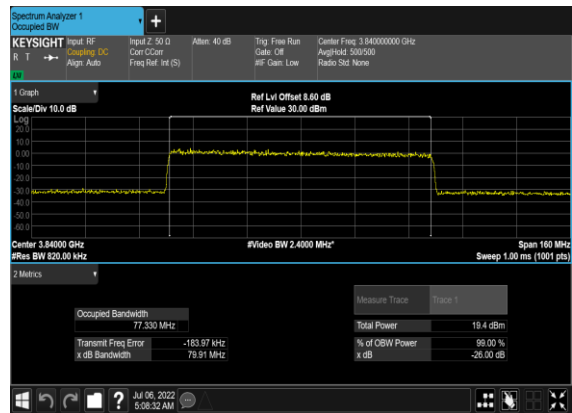 Spectrum Analyzer 1
Occupied BW
KEYSIGHT Input: RF Input Z: 50 Ω Atten: 40 dB Trig: Free Run Center Freq: 3.840000000 GHz
R T Coupling: DC Corr CCorr Gate: Off Avg|Hold: 500/500
Align: Auto Freq Ref: Int (S) #IF Gain: Low Radio Std: None
LXI
1 Graph
Ref Lvl Offset 8.60 dB
Scale/Div 10.0 dB Ref Value 30.00 dBm
Log
20.0
10.0
0.00
-10.0
-20.0
-30.0
-40.0
-50.0
-60.0
Center 3.84000 GHz #Video BW 2.4000 MHz* Span 160 MHz
#Res BW 820.00 kHz Sweep 1.00 ms (1001 pts)
2 Metrics
Measure Trace Trace 1
Occupied Bandwidth
77.330 MHz Total Power 19.4 dBm
Transmit Freq Error -183.97 kHz % of OBW Power 99.00 %
x dB Bandwidth 79.91 MHz x dB -26.00 dB
Jul 06, 2022
5:08:32 AM